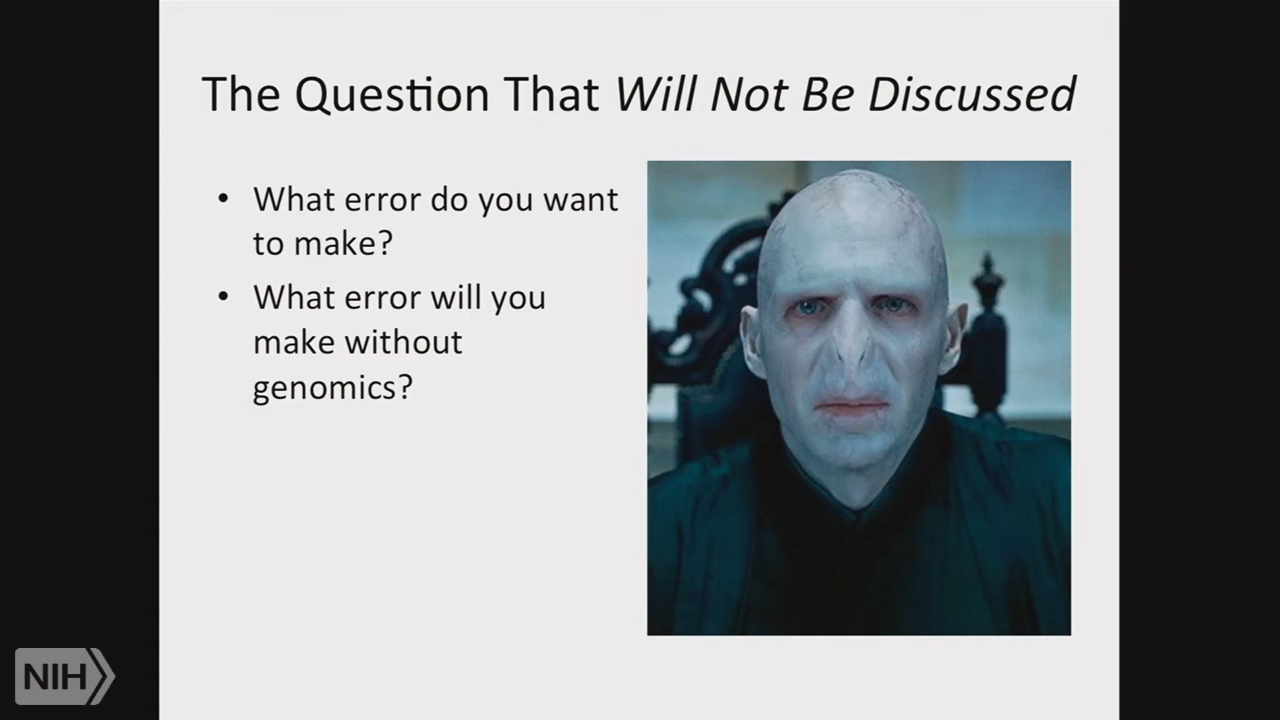 The Question That Will Not Be Discussed
• What error do you want
to make?
• What error will you
make without
genomics?
NIH